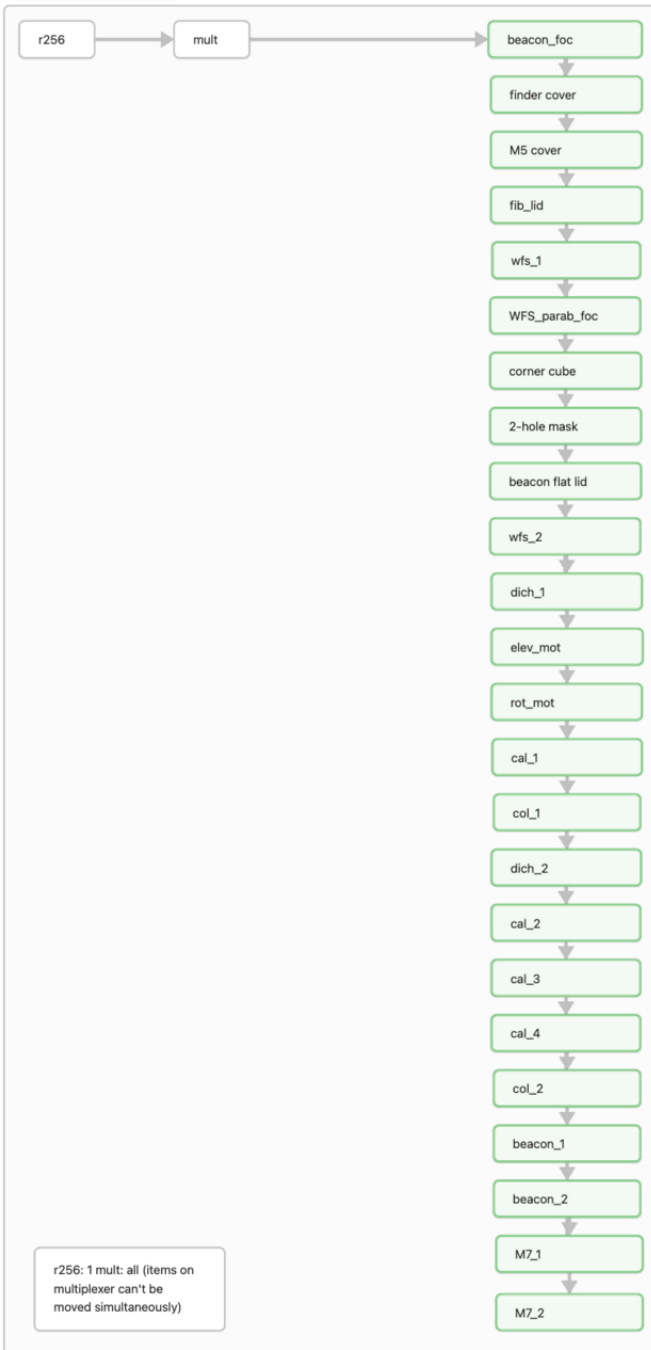 r256
mult
beacon_foc
finder cover
M5 cover
fib_lid
wfs_1
WFS_parab_foc
corner cube
2-hole mask
beacon flat lid
wfs_2
dich_1
elev_mot
rot_mot
cal_1
col_1
dich_2
cal_2
cal_3
cal_4
col_2
beacon_1
beacon_2
M7_1
M7_2
r256: 1 mult: all (items on
multiplexer can't be
moved simultaneously)